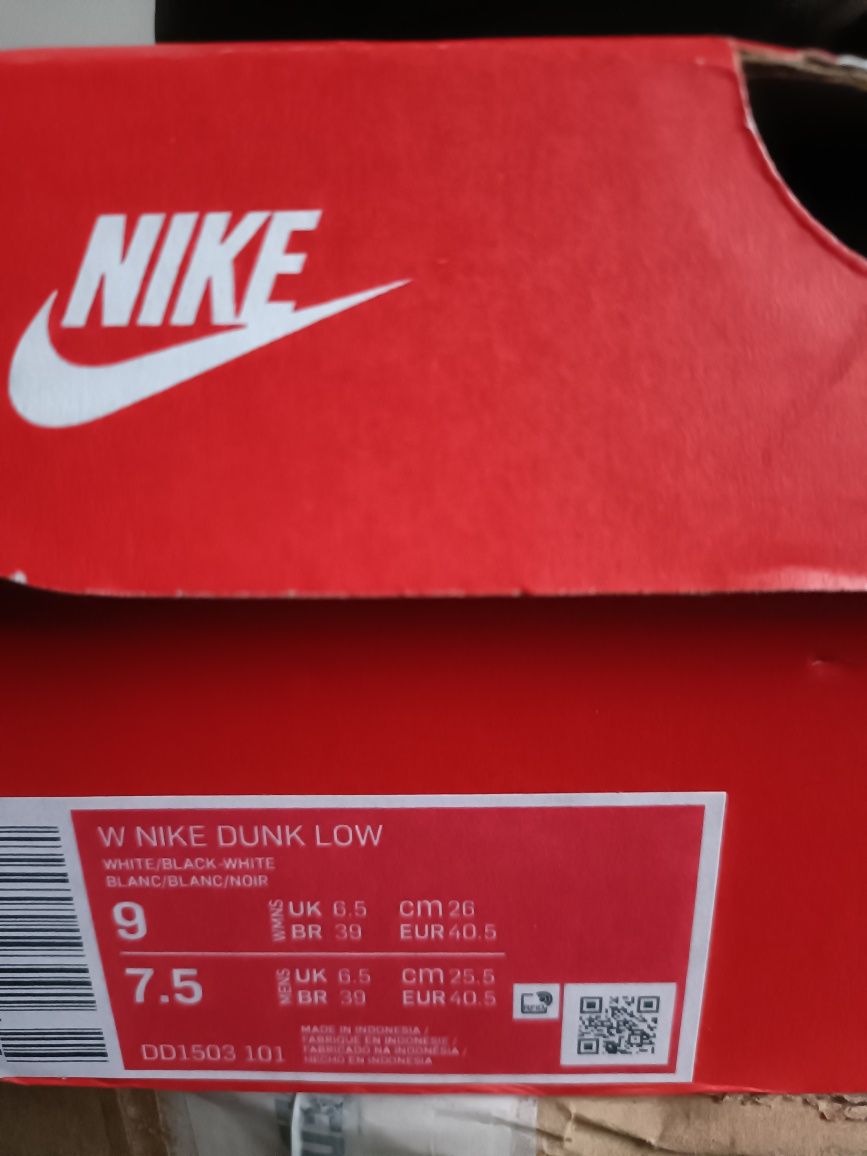 NIKE
W NIKE DUNK LOW
WHITE/BLACK-WHITE
BLANC/BLANC/NOIR
9 WMNS UK 6.5 cm 26
BR 39 EUR 40.5
7.5 MENS UK 6.5 cm 25.5
BR 39 EUR 40.5
DD1503 101
MADE IN INDONESIA /
FABRIQUE EN INDONESIE /
FABRICADO NA INDONÉSIA /
HECHO EN INDONESIA